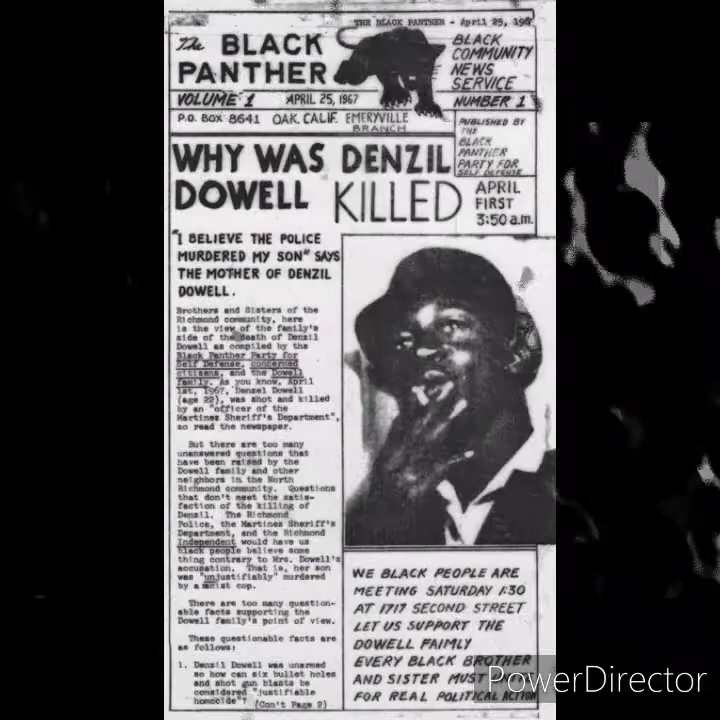 THE BLACK PANTHER - April 25, 196
The BLACK
PANTHER
BLACK
COMMUNITY
NEWS
SERVICE
VOLUME 1 APRIL 25, 1967 NUMBER 1
P.O. BOX 8641 OAK. CALIF. EMERYVILLE
BRANCH
PUBLISHED BY
THE
BLACK
PANTHER
PARTY FOR
SELF DEFENSE
WHY WAS DENZIL
DOWELL KILLED
APRIL
FIRST
3:50 a.m.
"I BELIEVE THE POLICE
MURDERED MY SON" SAYS
THE MOTHER OF DENZIL
DOWELL.
Brothers and Sisters of the
Richmond community, here
is the view of the family's
side of the death of Denzil
Dowell as compiled by the
Black Panther Party for
Self Defense, concerned
citizens, and the Dowell
family. As you know, April
1st, 1967, Denzel Dowell
(age 22), was shot and killed
by an "officer of the
Martinez Sheriff's Department",
so read the newspaper.
But there are too many
unanswered questions that
have been raised by the
Dowell family and other
neighbors in the North
Richmond community. Questions
that don't meet the satis-
faction of the killing of
Denzil. The Richmond
Police, the Martinez Sheriff's
Department, and the Richmond
Independent would have us
black people believe some
thing contrary to Mrs. Dowell's
accusation. That is, her son
was "unjustifiably" murdered
by a racist cop.
There are too many question-
able facts supporting the
Dowell family's point of view.
These questionable facts are
as follows:
1. Denzil Dowell was unarmed
so how can six bullet holes
and shot gun blasts be
considered "justifiable
homocide"? (Con't Page 2)
WE BLACK PEOPLE ARE
MEETING SATURDAY 1:30
AT 1717 SECOND STREET
LET US SUPPORT THE
DOWELL FAIMLY
EVERY BLACK BROTHER
AND SISTER MUST
FOR REAL POLITICAL ACTION
PowerDirector